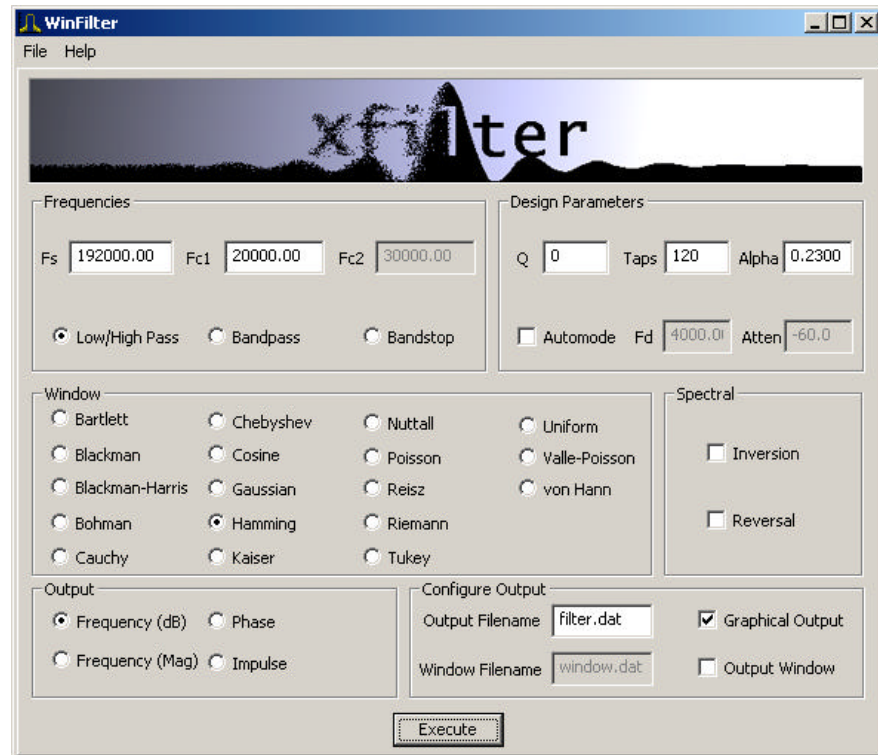 WinFilter
File Help
xfilter
Frequencies
Fs 192000.00 Fc1 20000.00 Fc2 30000.00
Low/High Pass Bandpass Bandstop
Design Parameters
Q 0 Taps 120 Alpha 0.2300
Automode Fd 4000.0 Atten -60.0
Window
Bartlett Chebyshev Nuttall Uniform
Blackman Cosine Poisson Valle-Poisson
Blackman-Harris Gaussian Reisz von Hann
Bohman Hamming Riemann
Cauchy Kaiser Tukey
Spectral
Inversion
Reversal
Output
Frequency (dB) Phase
Frequency (Mag) Impulse
Configure Output
Output Filename filter.dat Graphical Output
Window Filename window.dat Output Window
Execute